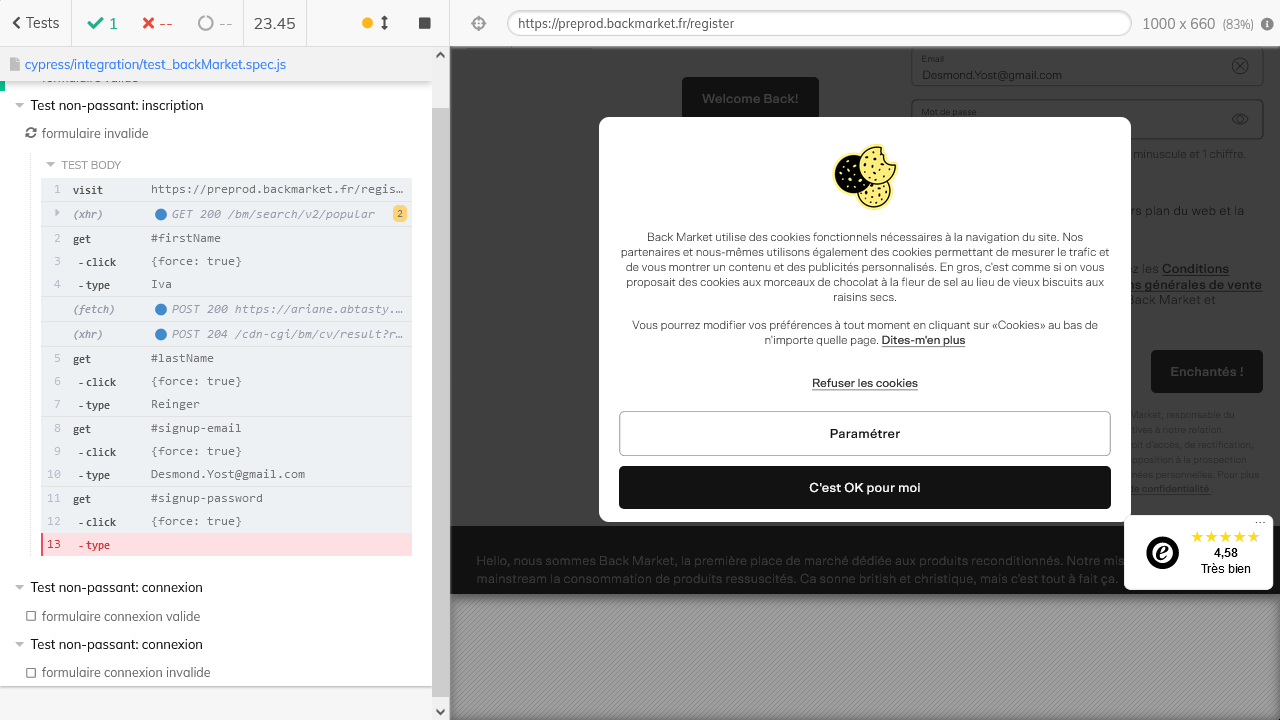 Tests
1
--
--
23.45
https://preprod.backmarket.fr/register
1000 x 660 (83%)
cypress/integration/test_backMarket.spec.js
formulaire valide
Test non-passant: inscription
formulaire invalide
TEST BODY
1 visit https://preprod.backmarket.fr/regis…
(xhr) GET 200 /bm/search/v2/popular 2
2 get #firstName
3 -click {force: true}
4 -type Iva
(fetch) POST 200 https://ariane.abtasty.…
(xhr) POST 204 /cdn-cgi/bm/cv/result?r…
5 get #lastName
6 -click {force: true}
7 -type Reinger
8 get #signup-email
9 -click {force: true}
10 -type Desmond.Yost@gmail.com
11 get #signup-password
12 -click {force: true}
13 -type
Test non-passant: connexion
formulaire connexion valide
Test non-passant: connexion
formulaire connexion invalide
Welcome Back!
Email
Desmond.Yost@gmail.com
Mot de passe
minuscule et 1 chiffre.
rs plan du web et la
ez les Conditions
ns générales de vente
Back Market et
Enchantés !
Market, responsable du
tives à notre relation
oit d'accès, de rectification,
opposition à la prospection
nées personnelles. Pour plus
de confidentialité.
Back Market utilise des cookies fonctionnels nécessaires à la navigation du site. Nos
partenaires et nous-mêmes utilisons également des cookies permettant de mesurer le trafic et
de vous montrer un contenu et des publicités personnalisés. En gros, c'est comme si on vous
proposait des cookies aux morceaux de chocolat à la fleur de sel au lieu de vieux biscuits aux
raisins secs.
Vous pourrez modifier vos préférences à tout moment en cliquant sur «Cookies» au bas de
n'importe quelle page. Dites-m'en plus
Refuser les cookies
Paramétrer
C'est OK pour moi
Hello, nous sommes Back Market, la première place de marché dédiée aux produits reconditionnés. Notre mis
mainstream la consommation de produits ressuscités. Ca sonne british et christique, mais c'est tout à fait ça.
...
e
4,58
Très bien